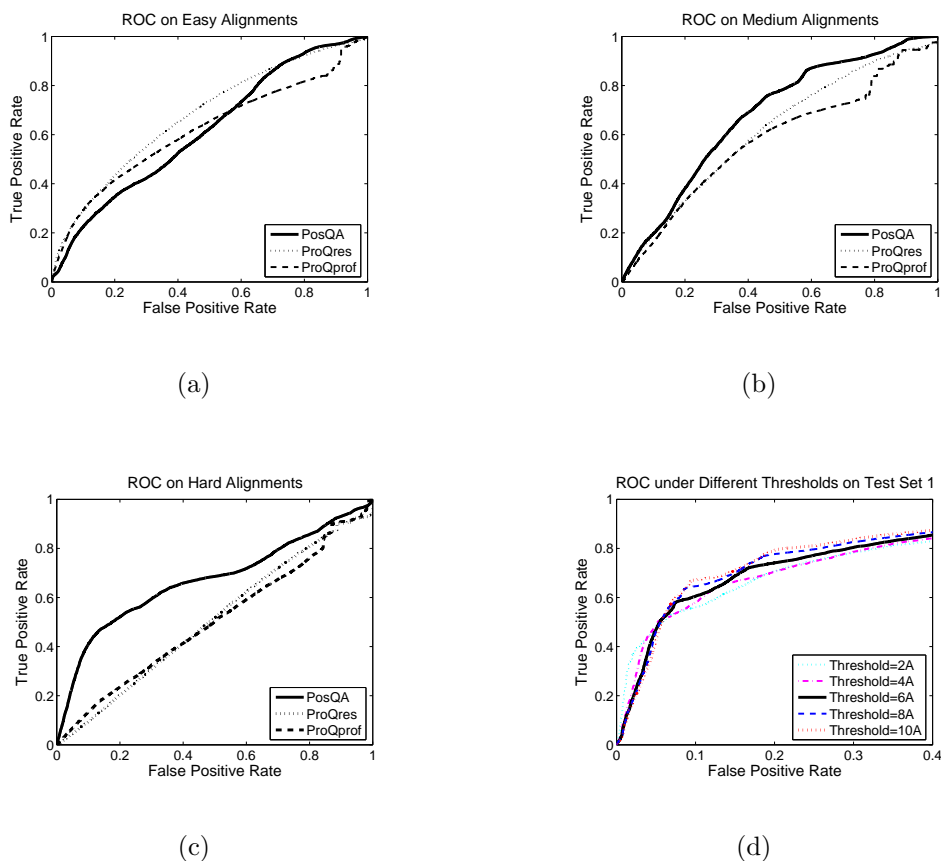 ROC on Easy Alignments
1
0.8
0.6
0.4
0.2
0
True Positive Rate
PosQA
ProQres
ProQprof
0 0.2 0.4 0.6 0.8 1
False Positive Rate
(a)
ROC on Medium Alignments
1
0.8
0.6
0.4
0.2
0
True Positive Rate
PosQA
ProQres
ProQprof
0 0.2 0.4 0.6 0.8 1
False Positive Rate
(b)
ROC on Hard Alignments
1
0.8
0.6
0.4
0.2
0
True Positive Rate
PosQA
ProQres
ProQprof
0 0.2 0.4 0.6 0.8 1
False Positive Rate
(c)
ROC under Different Thresholds on Test Set 1
1
0.8
0.6
0.4
0.2
0
True Positive Rate
Threshold=2A
Threshold=4A
Threshold=6A
Threshold=8A
Threshold=10A
0 0.1 0.2 0.3 0.4
False Positive Rate
(d)